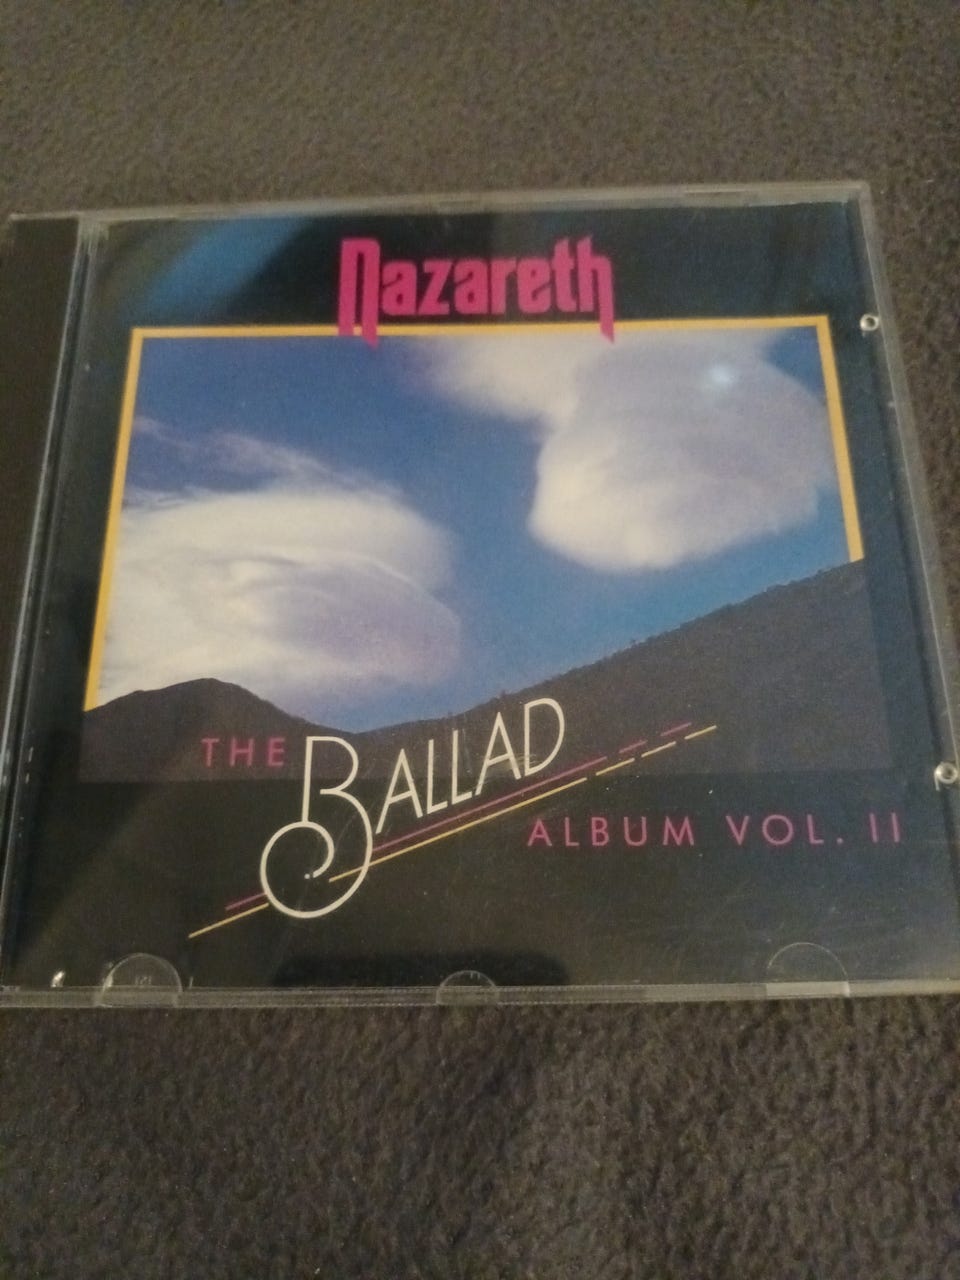 Nazareth
THE BALLAD
ALBUM VOL. II